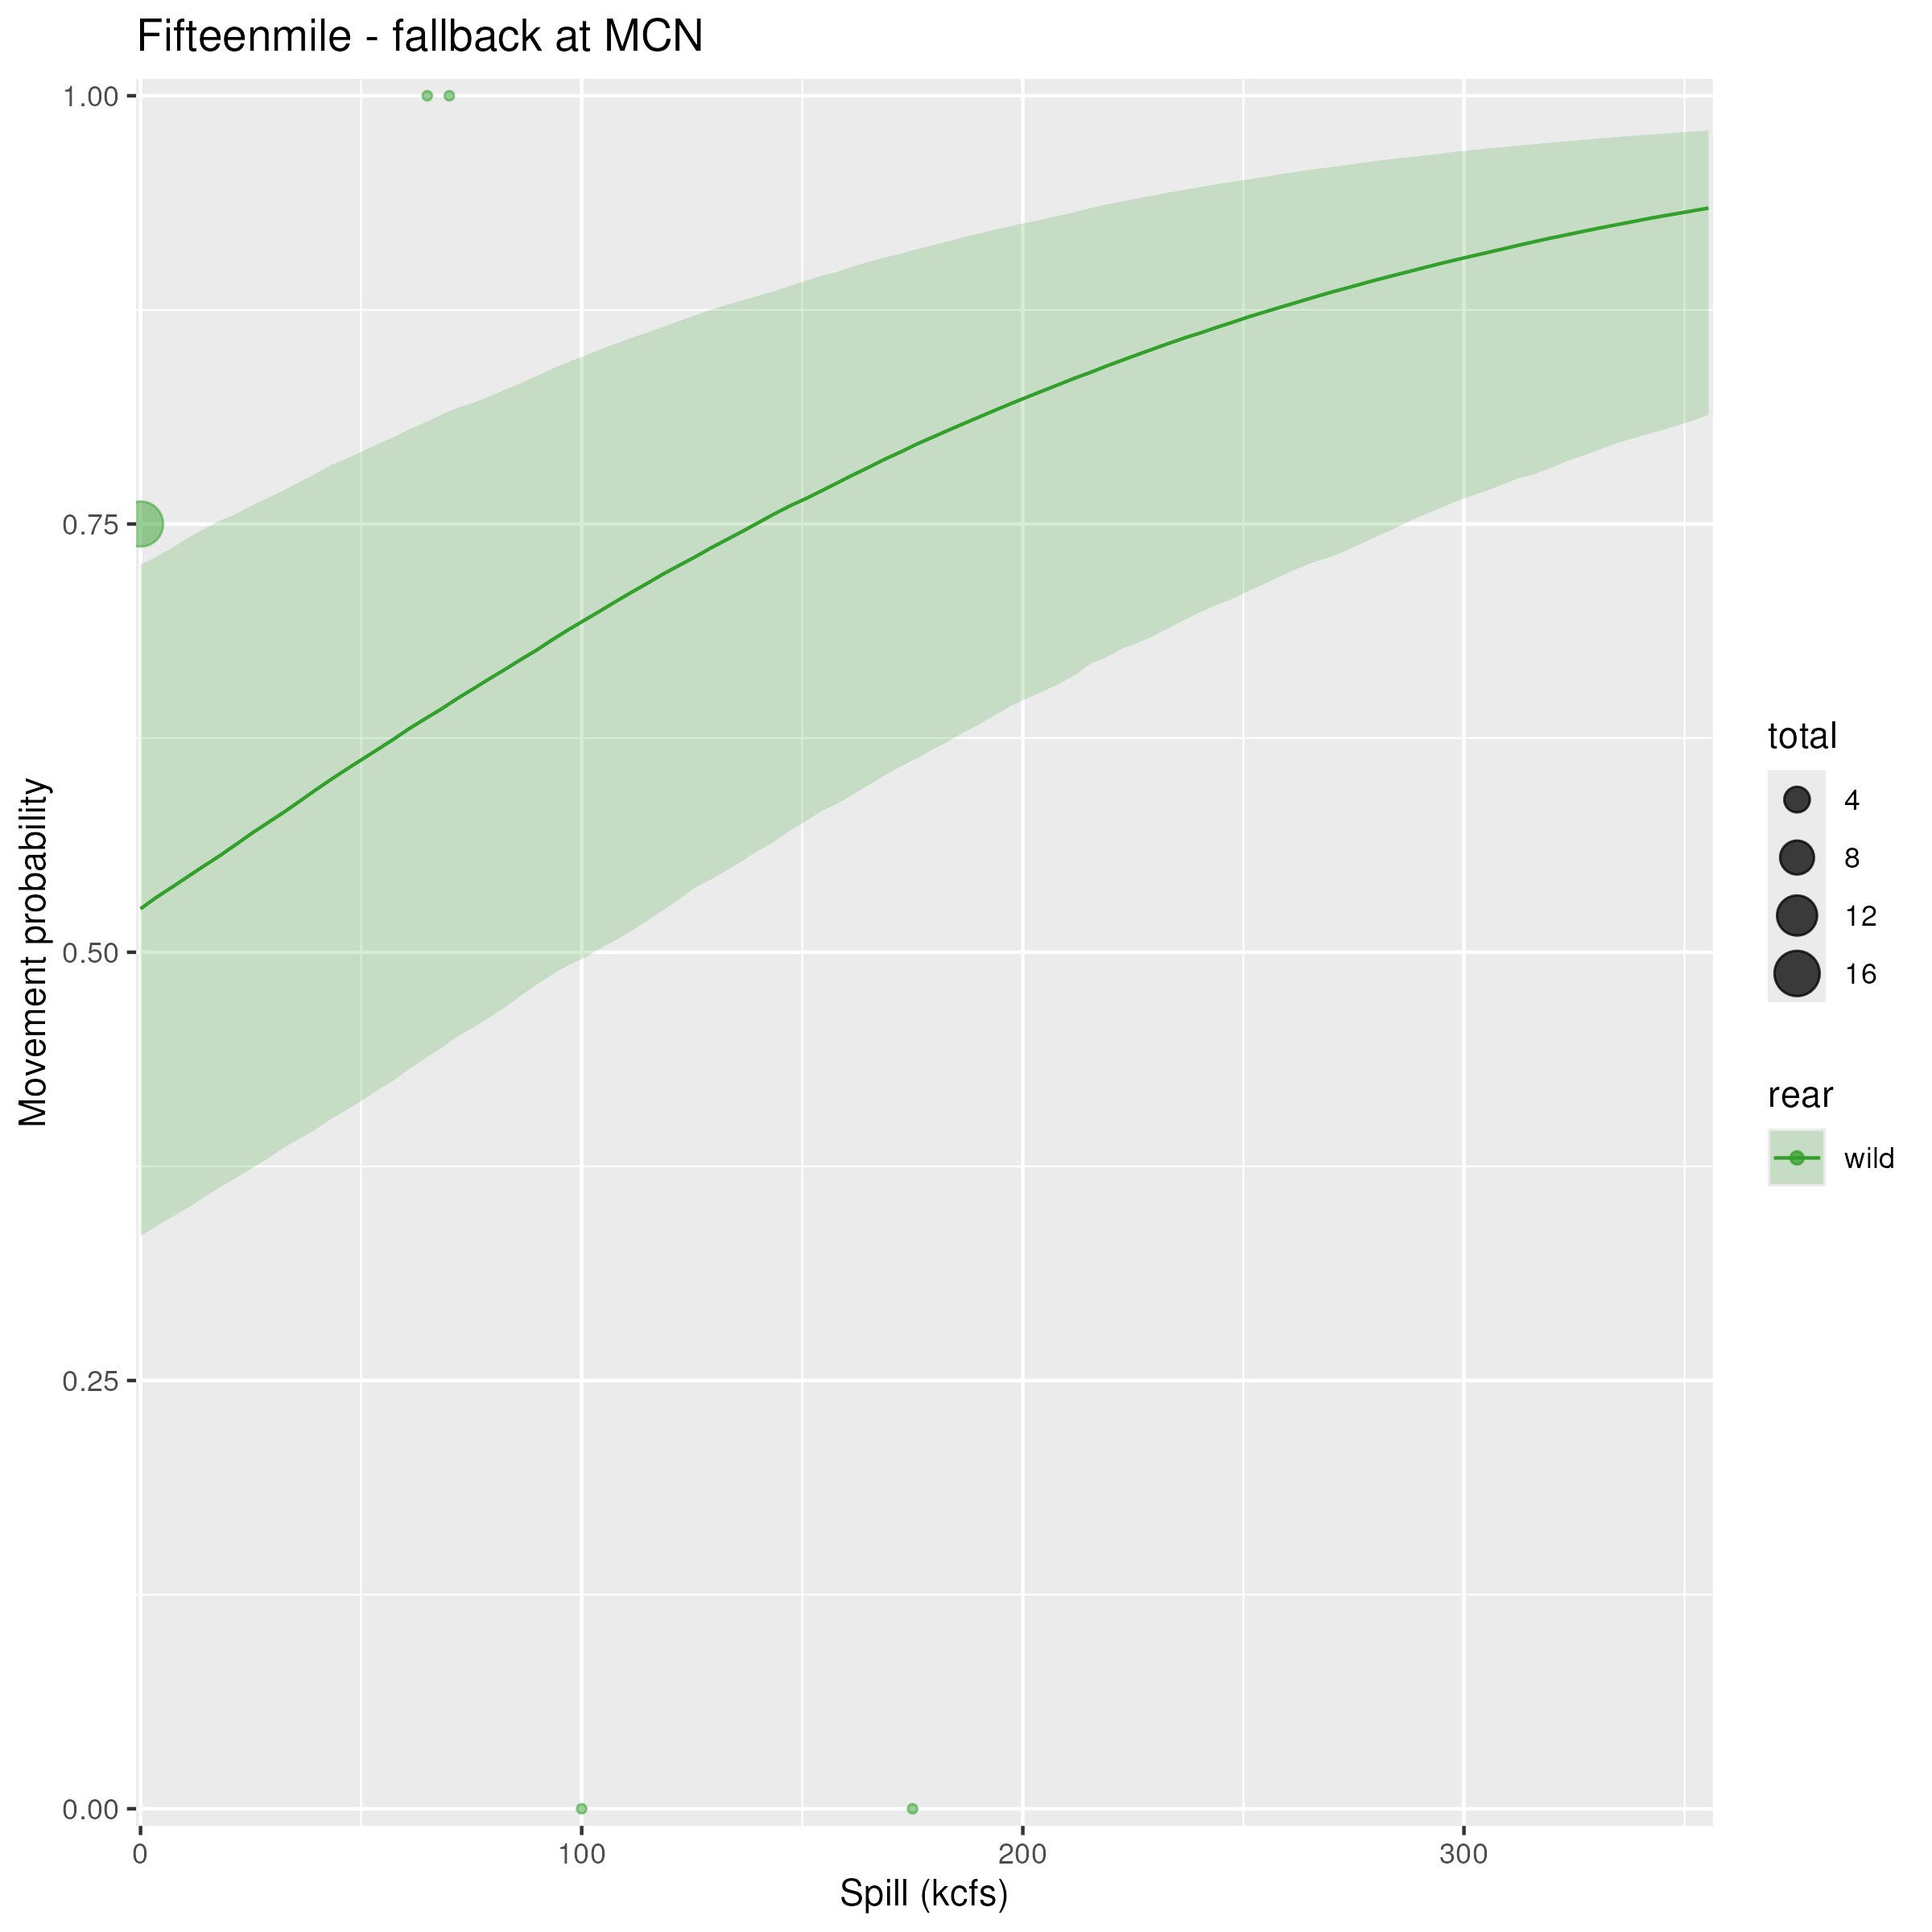 Fifteenmile - fallback at MCN
Movement probability
1.00
0.75
0.50
0.25
0.00
0
100
200
300
Spill (kcfs)
total
4
8
12
16
rear
wild